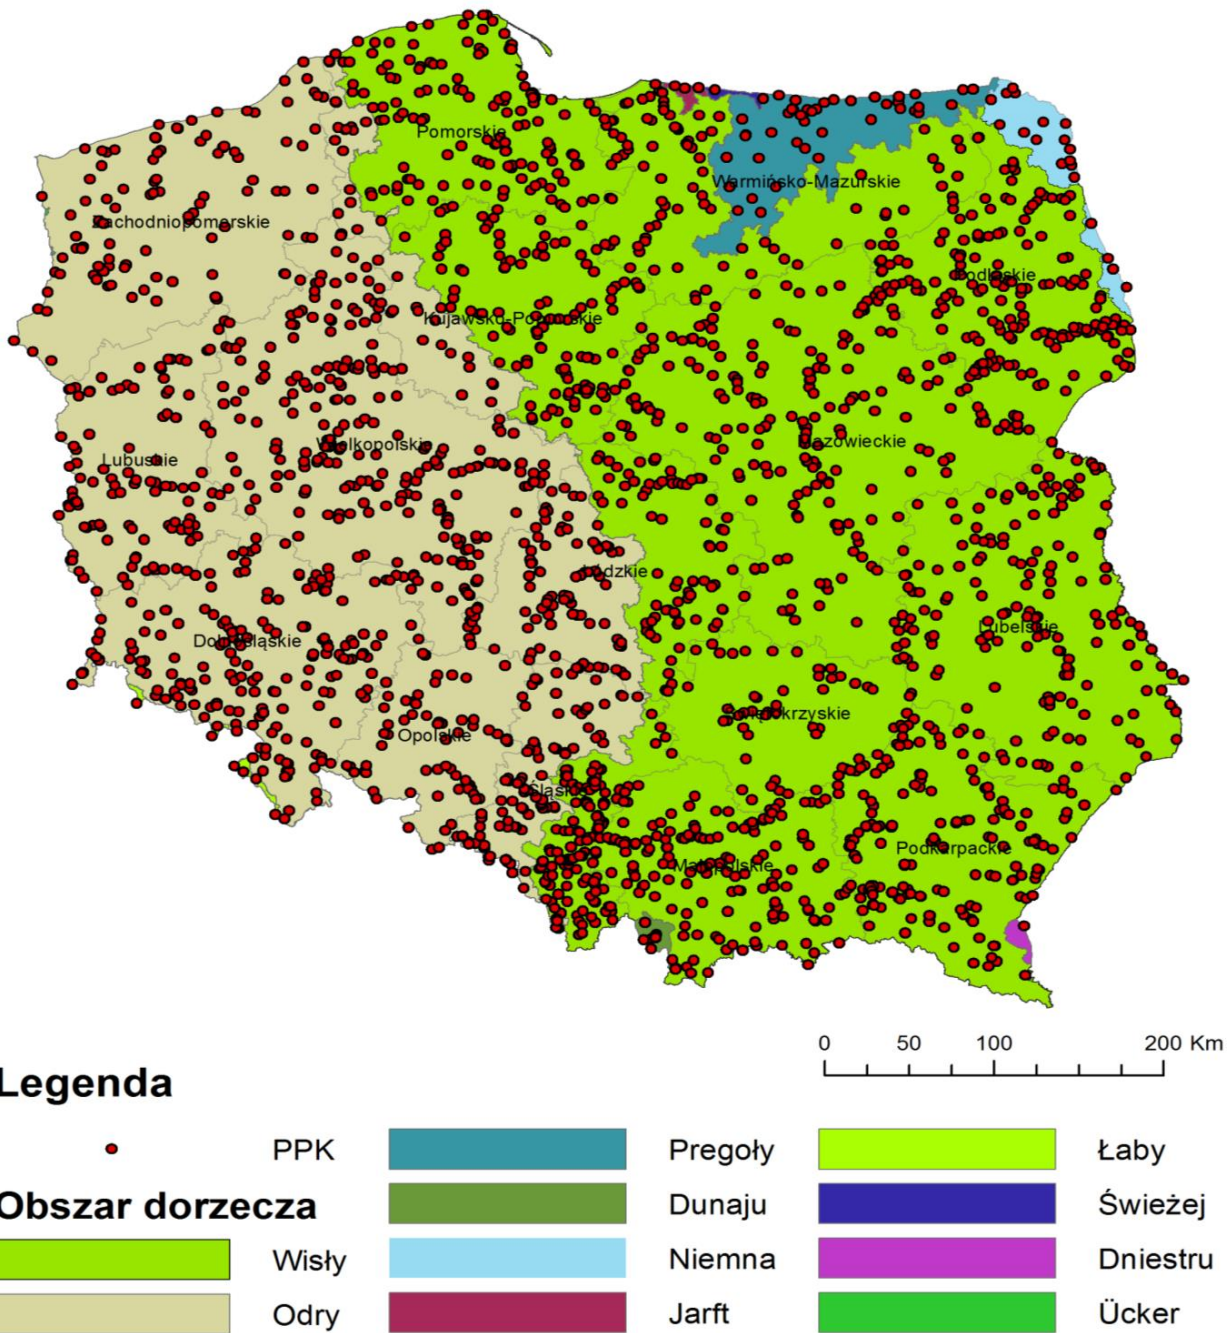 Pomorskie
Warmińsko-Mazurskie
Zachodniopomorskie
Podlaskie
Kujawsko-Pomorskie
Wielkopolskie
Mazowieckie
Lubuskie
Łódzkie
Lubelskie
Dolnośląskie
Świętokrzyskie
Opolskie
Śląskie
Podkarpackie
Małopolskie
0 50 100 200 Km
Legenda
PPK
Obszar dorzecza
Wisły
Odry
Pregoły
Dunaju
Niemna
Jarft
Łaby
Świeżej
Dniestru
Ücker